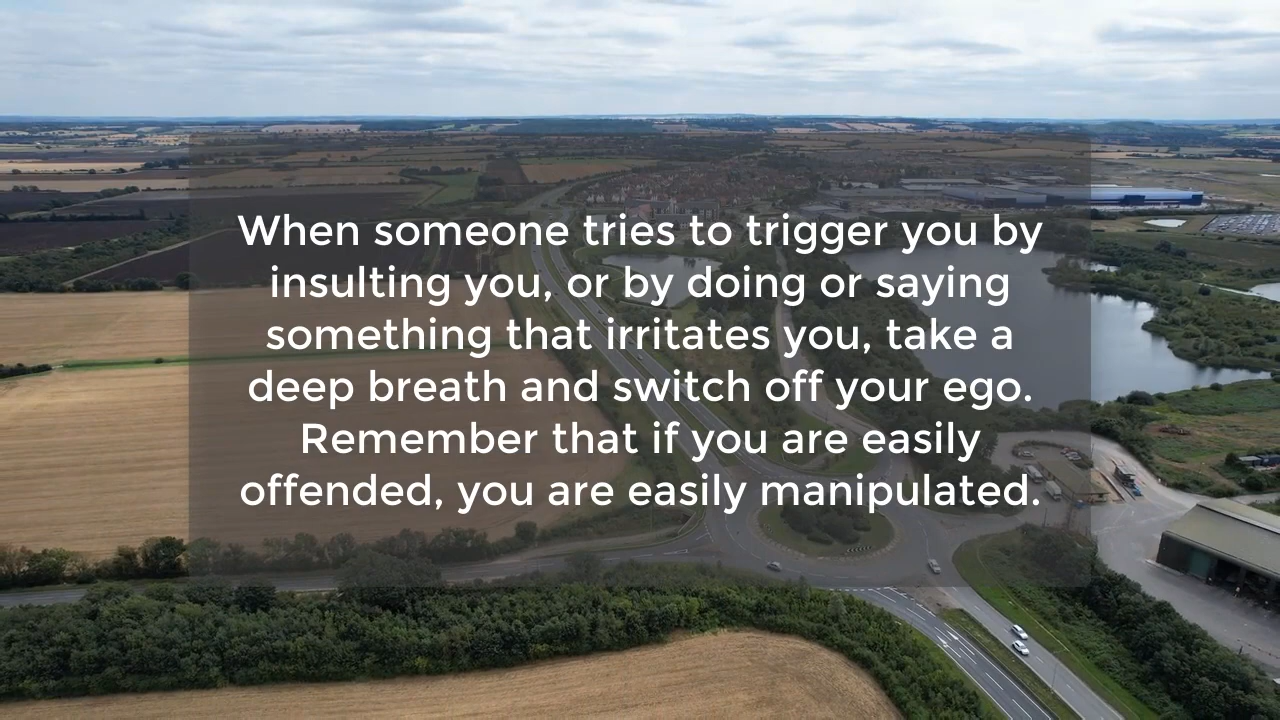 When someone tries to trigger you by
insulting you, or by doing or saying
something that irritates you, take a
deep breath and switch off your ego.
Remember that if you are easily
offended, you are easily manipulated.